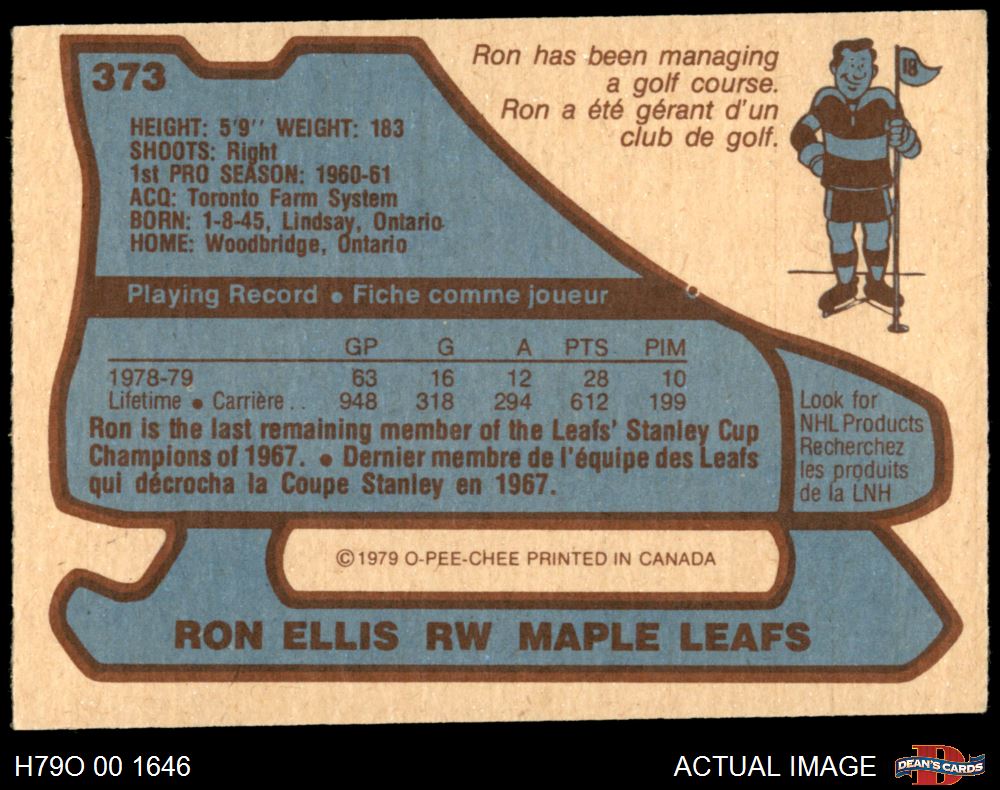 373
Ron has been managing
a golf course.
Ron a été gérant d'un
club de golf.
18
HEIGHT: 5'9'' WEIGHT: 183
SHOOTS: Right
1st PRO SEASON: 1960-61
ACQ: Toronto Farm System
BORN: 1-8-45, Lindsay, Ontario
HOME: Woodbridge, Ontario
Playing Record • Fiche comme joueur
GP G A PTS PIM
1978-79 63 16 12 28 10
Lifetime • Carrière . . 948 318 294 612 199
Ron is the last remaining member of the Leafs' Stanley Cup
Champions of 1967. • Dernier membre de l'équipe des Leafs
qui décrocha la Coupe Stanley en 1967.
Look for
NHL Products
Recherchez
les produits
de la LNH
©1979 O-PEE-CHEE PRINTED IN CANADA
RON ELLIS RW MAPLE LEAFS
H79O 00 1646
ACTUAL IMAGE
D
DEAN'S CARDS